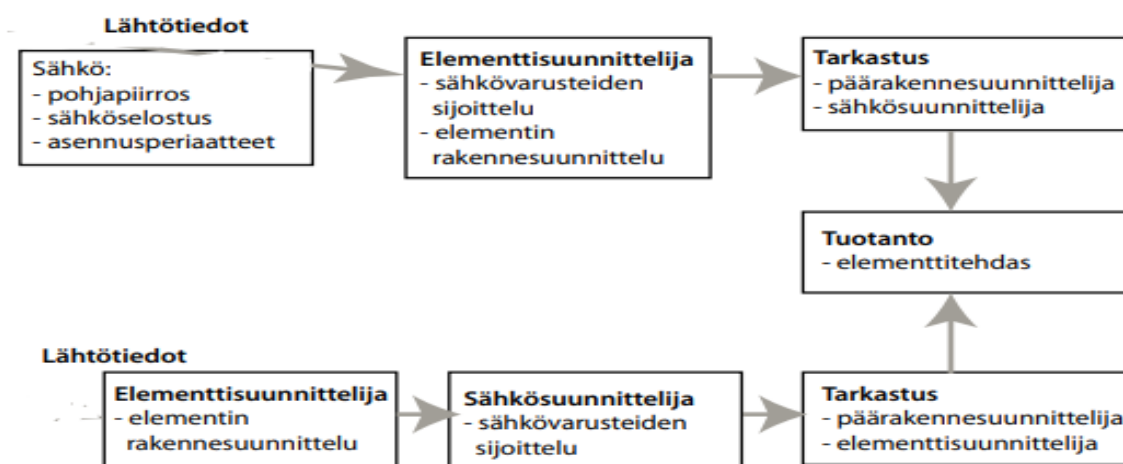 Lähtötiedot
Sähkö:
- pohjapiirros
- sähköselostus
- asennusperiaatteet
Elementtisuunnittelija
- sähkövarusteiden
sijoittelu
- elementin
rakennesuunnittelu
Tarkastus
- päärakennesuunnittelija
- sähkösuunnittelija
Tuotanto
- elementtitehdas
Lähtötiedot
Elementtisuunnittelija
- elementin
rakennesuunnittelu
Sähkösuunnittelija
- sähkövarusteiden
sijoittelu
Tarkastus
- päärakennesuunnittelija
- elementtisuunnittelija